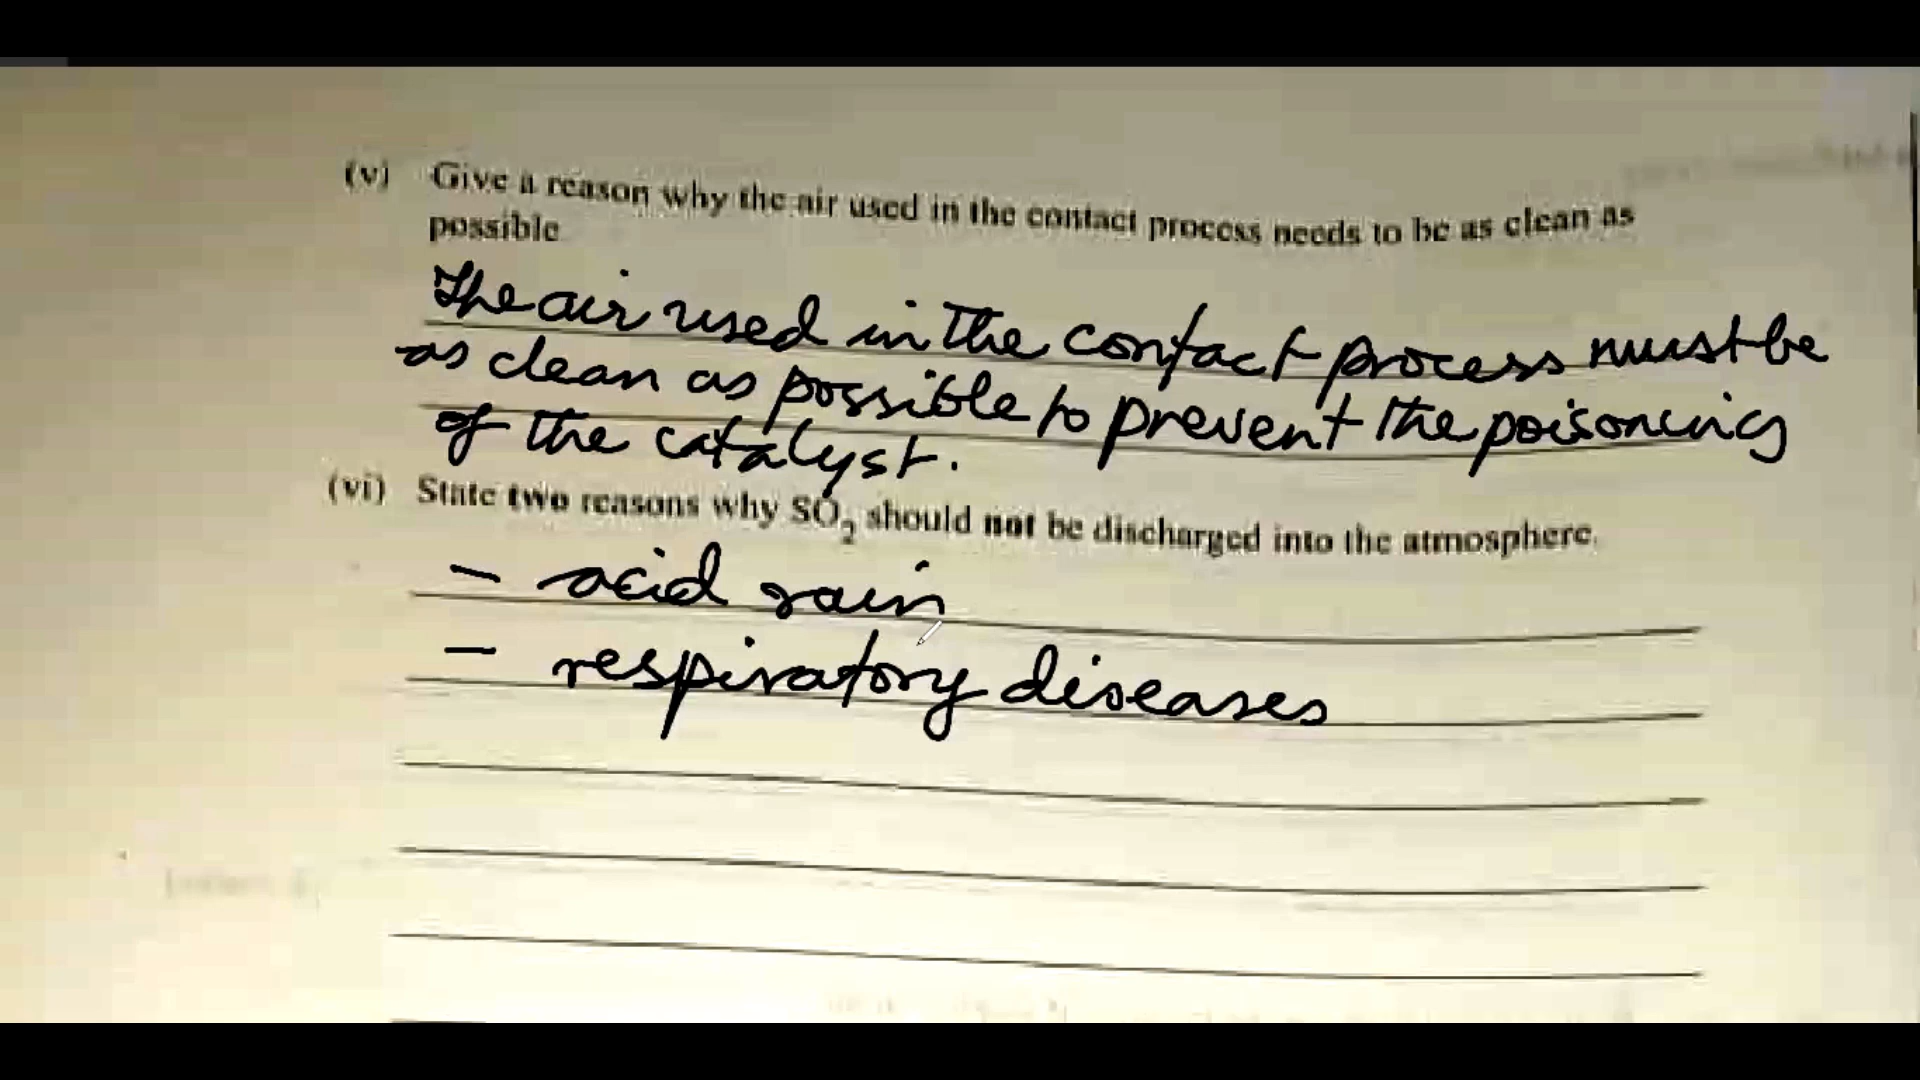 (v) Give a reason why the air used in the contact process needs to be as clean as
possible
The air used in the contact process must be
as clean as possible to prevent the poisoning
of the catalyst.
(vi) State two reasons why SO₂ should not be discharged into the atmosphere.
- acid rain
- respiratory diseases